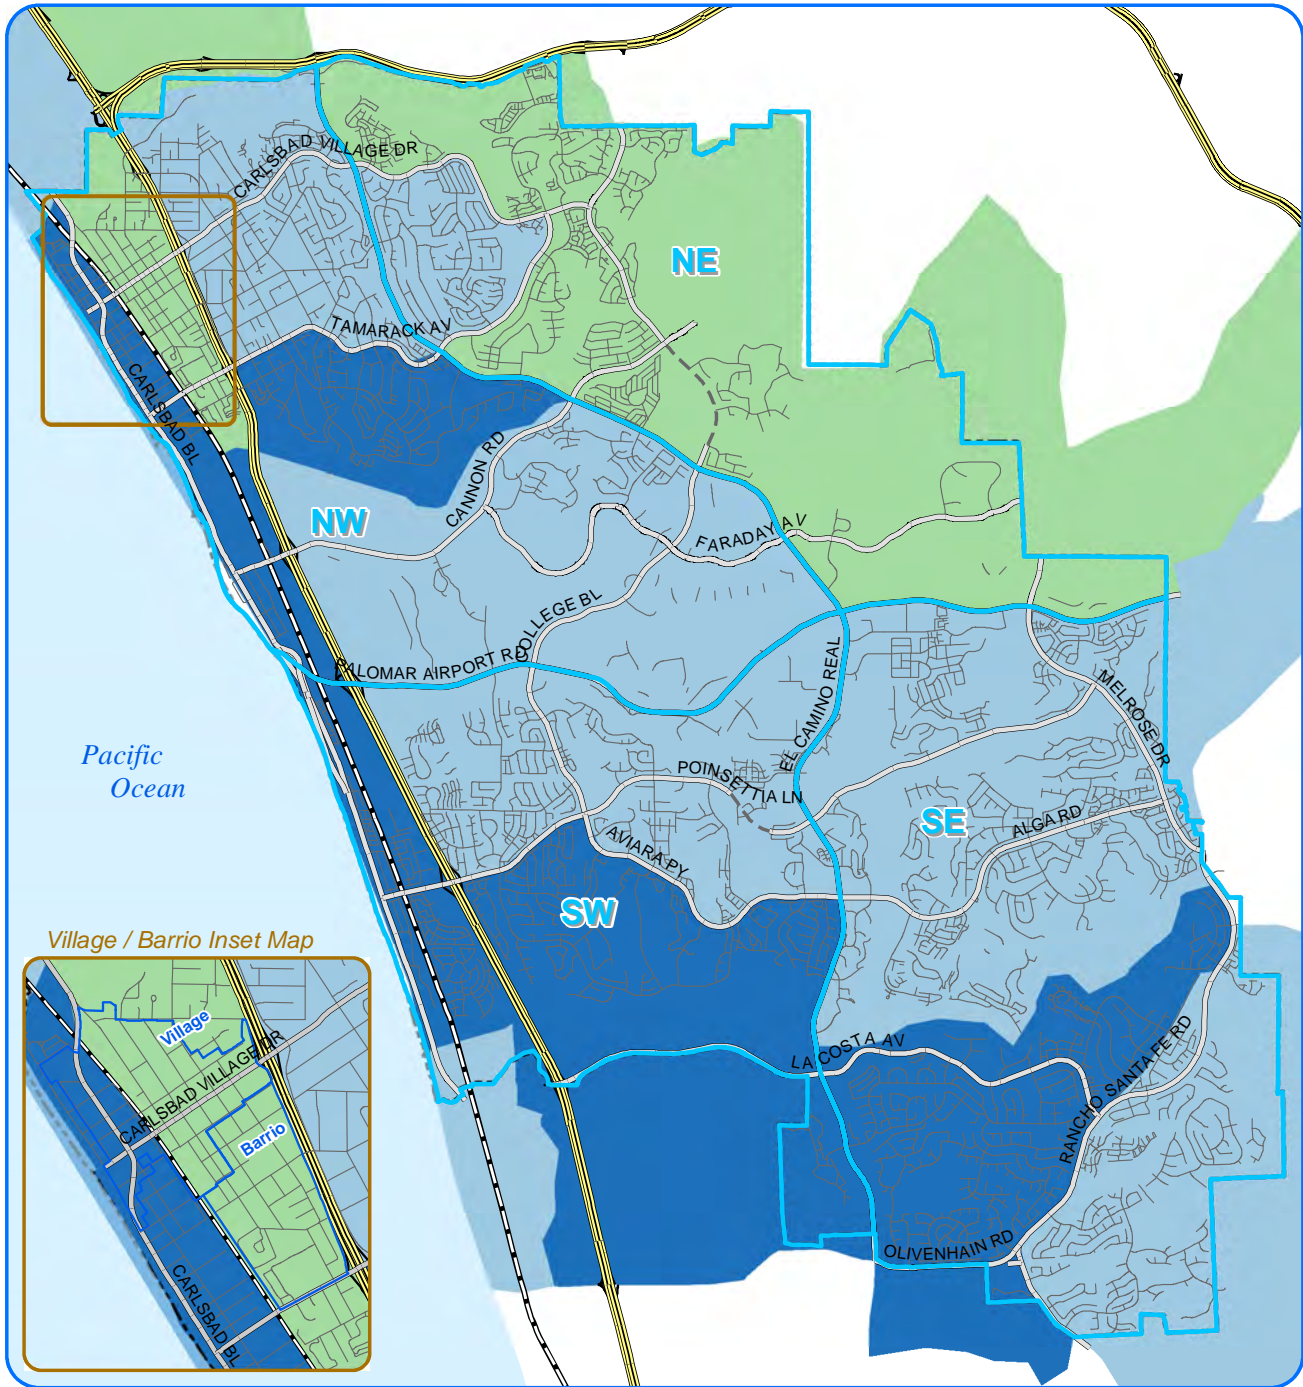 CARLSBAD VILLAGE DR
NE
TAMARACK AV
CARLSBAD BL
CANNON RD
NW
FARADAY AV
COLLEGE BL
PALOMAR AIRPORT RD
EL CAMINO REAL
MELROSE DR
Pacific
Ocean
POINSETTIA LN
SE
ALGA RD
AVIARA PY
SW
Village / Barrio Inset Map
Village
CARLSBAD VILLAGE DR
Barrio
CARLSBAD BL
LA COSTA AV
RANCHO SANTA FE RD
OLIVENHAIN RD